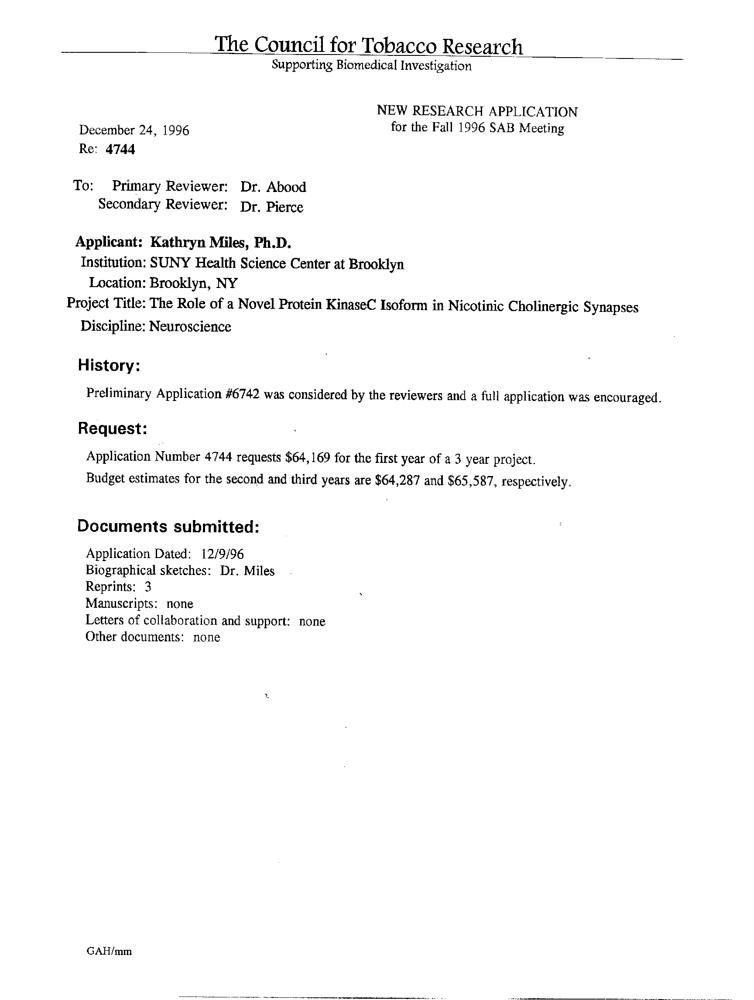 The Council for Tobacco Research
Supporting Biomedical Investigation
NEW RESEARCH APPLICATION
for the Fall 1996 SAB Meeting
December 24, 1996
Re: 4744
To: Primary Reviewer: Dr. Abood
Secondary Reviewer: Dr. Pierce
Applicant: Kathryn Miles, Ph.D.
Institution: SUNY Health Science Center at Brooklyn
Location: Brooklyn, NY
Project Title: The Role of a Novel Protein KinaseC Isoform in Nicotinic Cholinergic Synapses
Discipline: Neuroscience
History:
Preliminary Application #6742 was considered by the reviewers and a full application was encouraged.
Request:
Application Number 4744 requests $64,169 for the first year of a 3 year project.
Budget estimates for the second and third years are $64,287 and $65,587, respectively.
Documents submitted:
Application Dated: 12/9/96
Biographical sketches: Dr. Miles
Reprints: 3
Manuscripts: none
Letters of collaboration and support: none
Other documents: none
GAH/mm